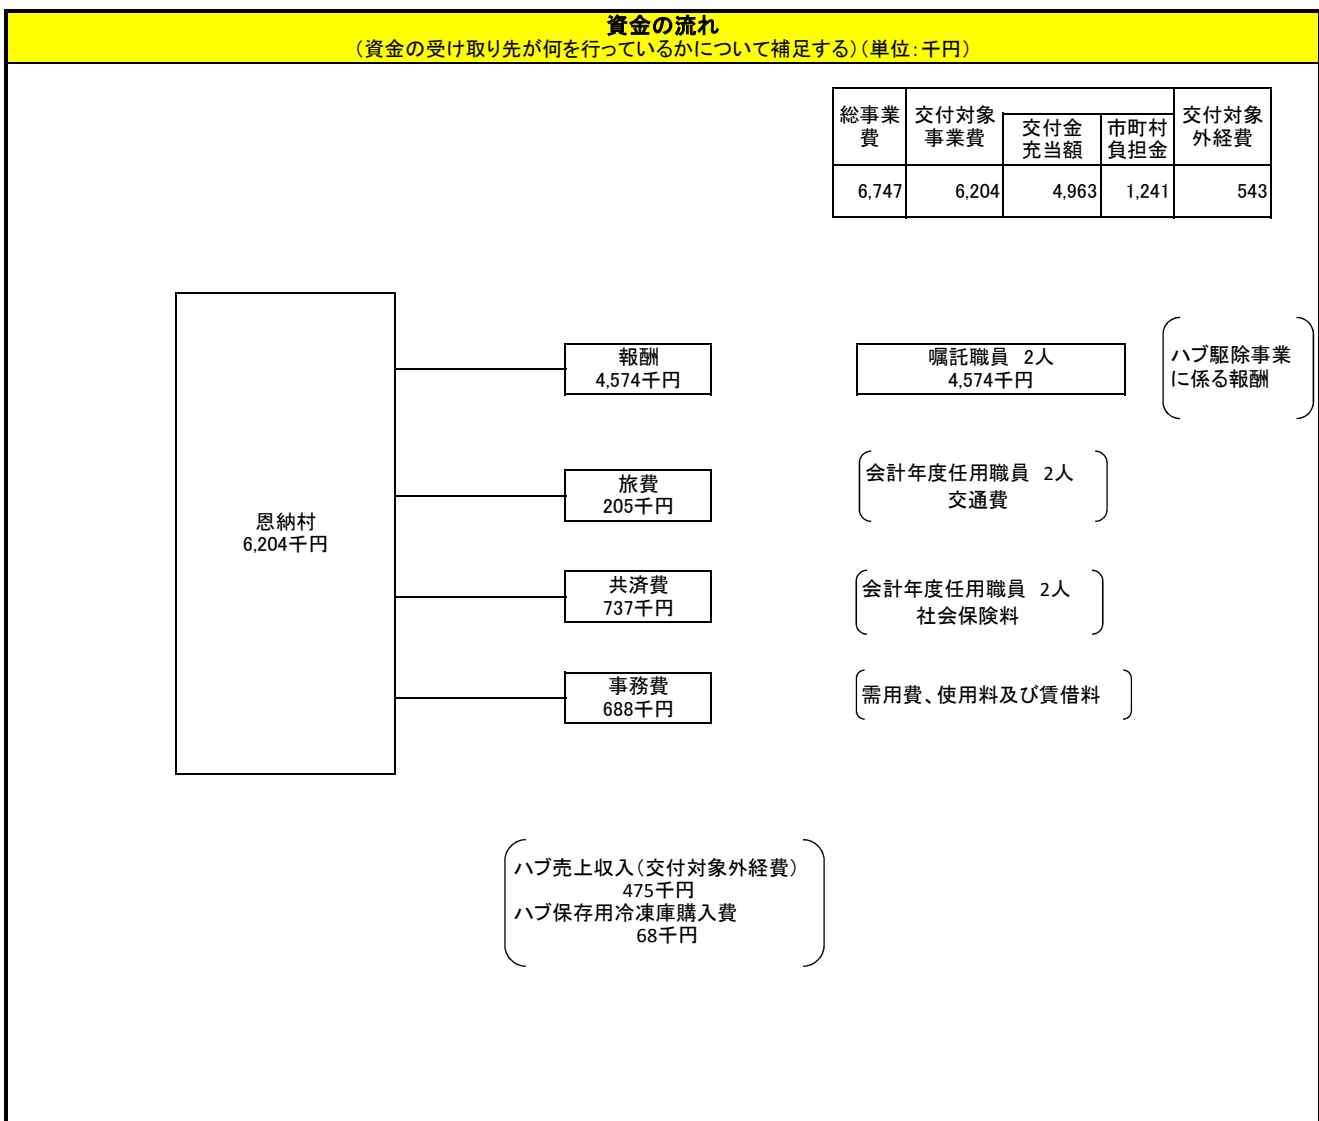 資金の流れ
（資金の受け取り先が何を行っているかについて補足する）（単位：千円）
総事業
費
交付対象
事業費
交付金
充当額
市町村
負担金
交付対象
外経費
6,747
6,204
4,963
1,241
543
恩納村
6,204千円
報酬
4,574千円
嘱託職員 2人
4,574千円
ハブ駆除事業
に係る報酬
旅費
205千円
会計年度任用職員 2人
交通費
共済費
737千円
会計年度任用職員 2人
社会保険料
事務費
688千円
需用費、使用料及び賃借料
ハブ売上収入（交付対象外経費）
475千円
ハブ保存用冷凍庫購入費
68千円